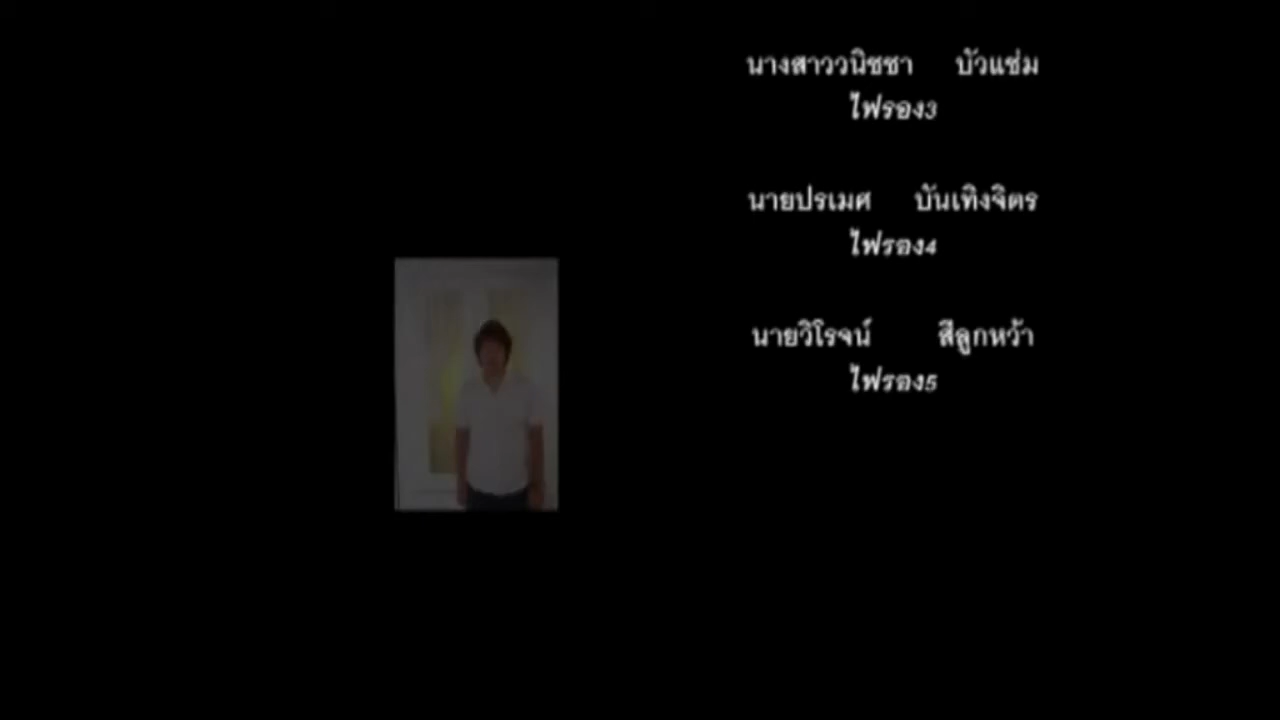 นางสาววนิชชา บัวแช่ม
ไฟรอง3
นายปรเมศ บันเทิงจิตร
ไฟรอง4
นายวิโรจน์ สีลูกหว้า
ไฟรอง5